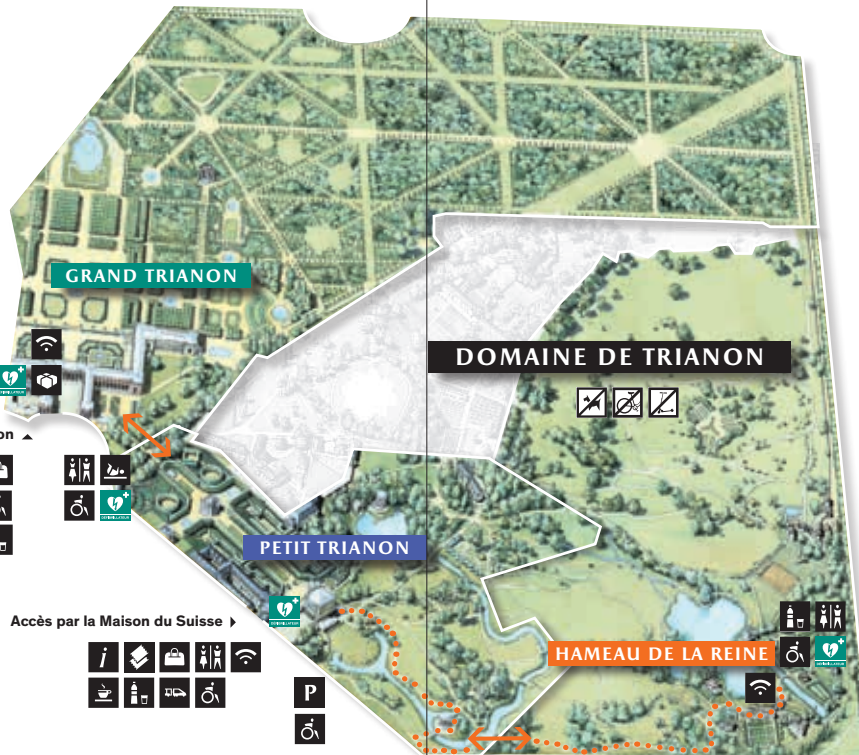 GRAND TRIANON
DOMAINE DE TRIANON
on
PETIT TRIANON
Accès par la Maison du Suisse
HAMEAU DE LA REINE
i
P